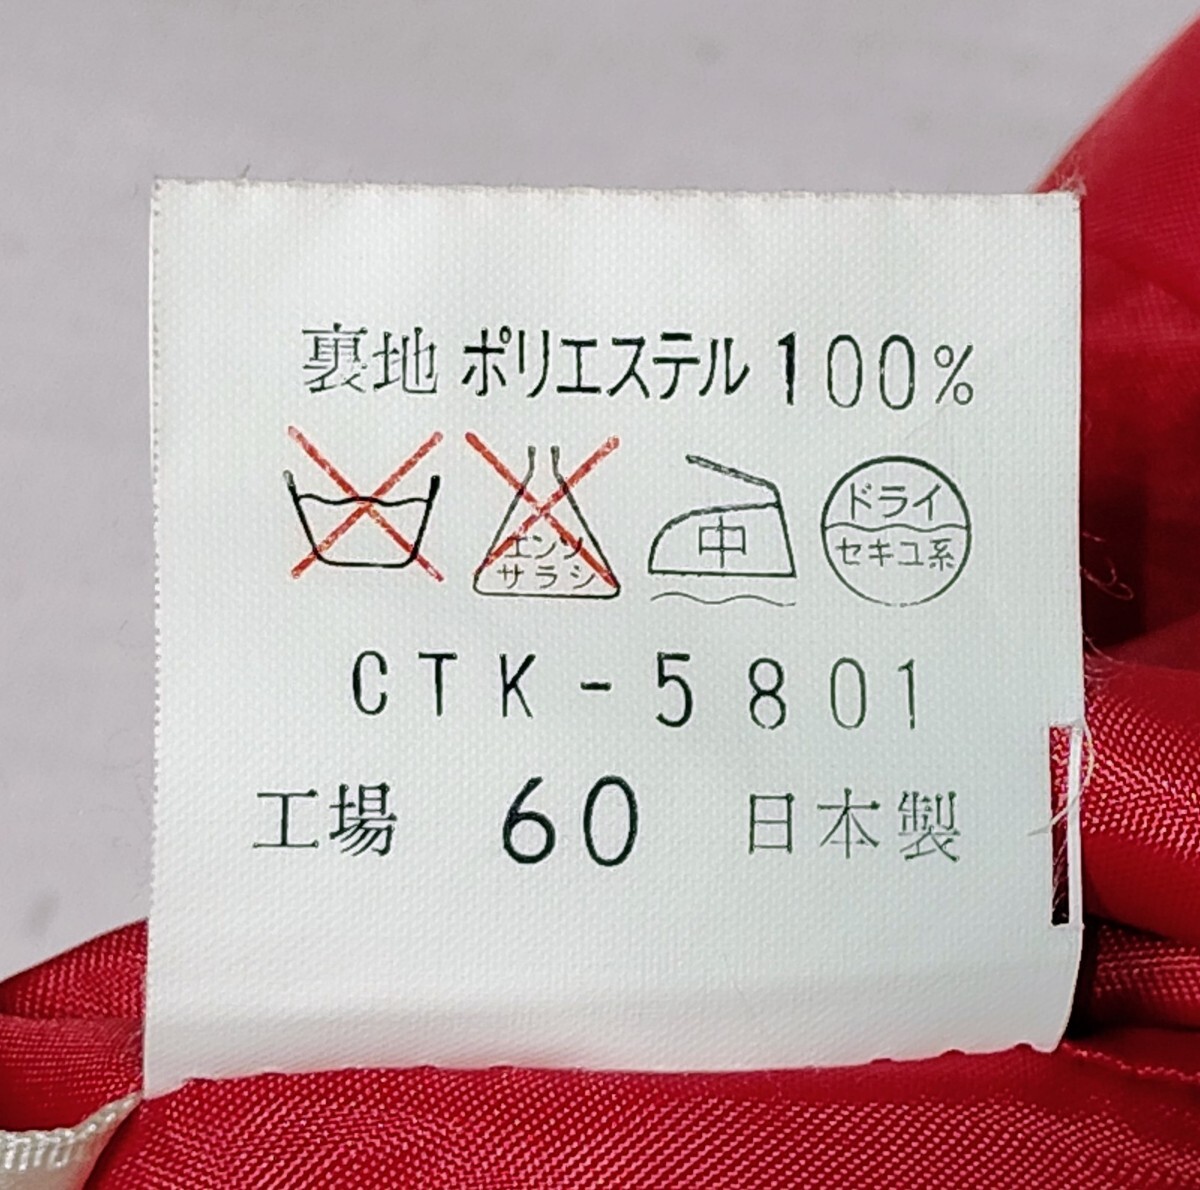 裏地 ポリエステル 100%
エンソ
サラシ
中
ドライ
セキユ系
CTK-5801
工場 60 日本製